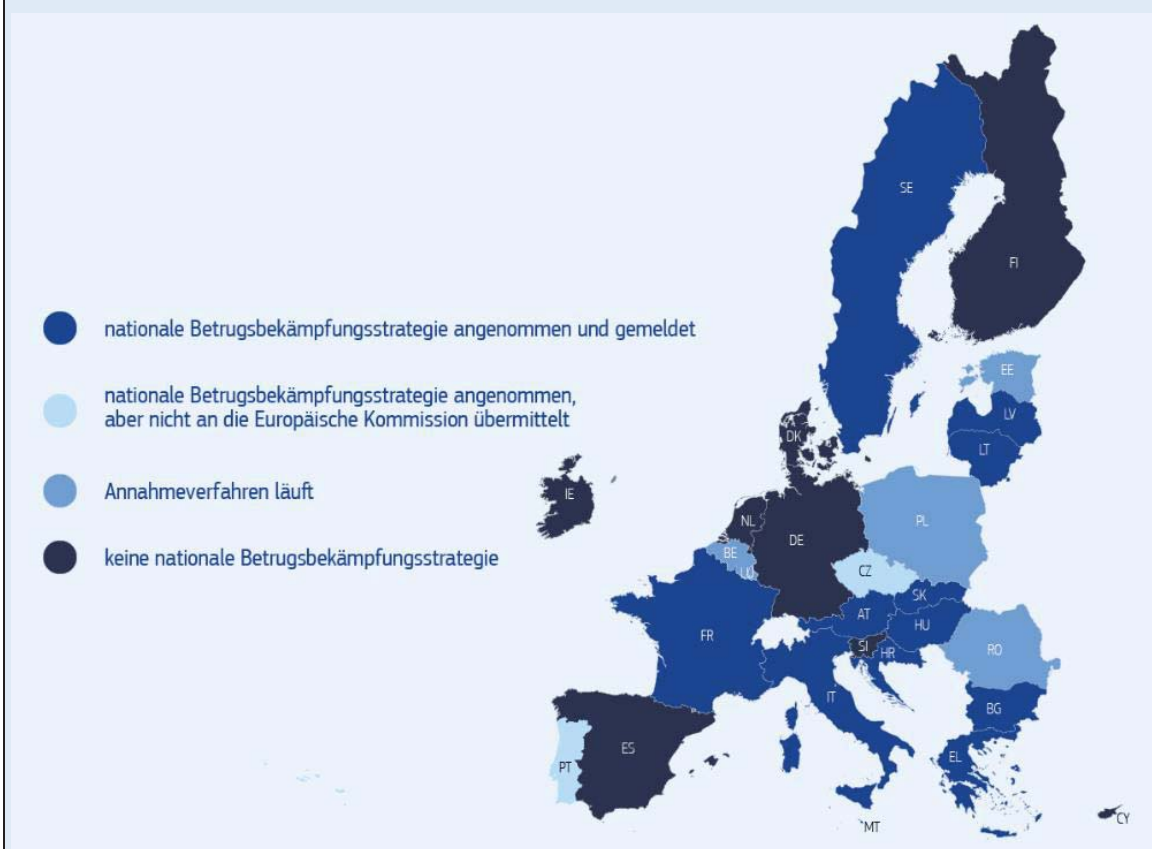 nationale Betrugsbekämpfungsstrategie angenommen und gemeldet
nationale Betrugsbekämpfungsstrategie angenommen,
aber nicht an die Europäische Kommission übermittelt
Annahmeverfahren läuft
keine nationale Betrugsbekämpfungsstrategie
SE
FI
EE
LV
LT
DK
IE
NL
DE
PL
BE
LU
CZ
SK
AT
HU
FR
SI
HR
RO
IT
BG
ES
PT
EL
MT
CY